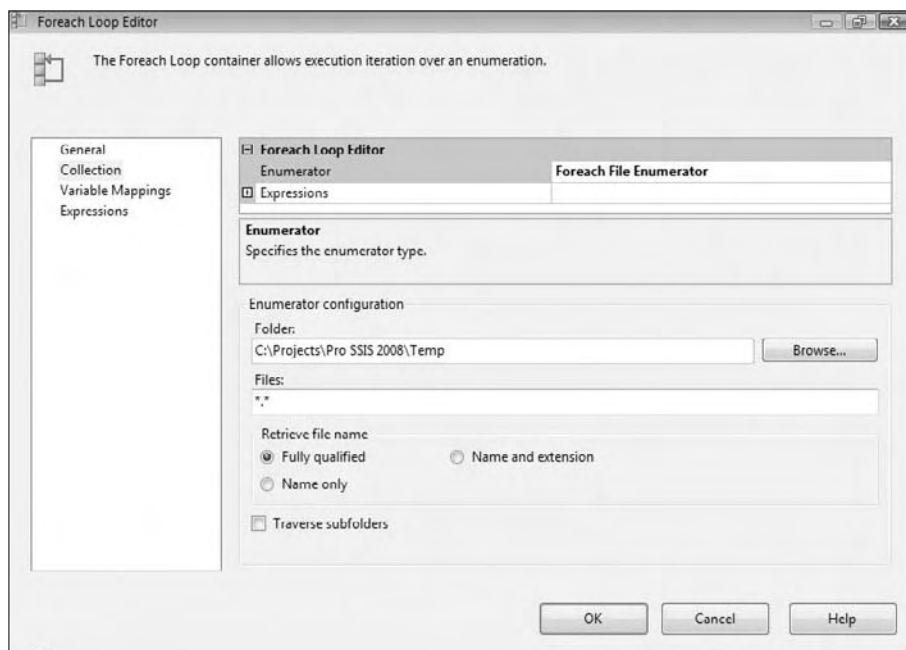 Foreach Loop Editor
The Foreach Loop container allows execution iteration over an enumeration.
General
Collection
Variable Mappings
Expressions
Foreach Loop Editor
Enumerator Foreach File Enumerator
Expressions
Enumerator
Specifies the enumerator type.
Enumerator configuration
Folder:
C:\Projects\Pro SSIS 2008\Temp
Browse...
Files:
*.*
Retrieve file name
Fully qualified Name and extension
Name only
Traverse subfolders
OK Cancel Help